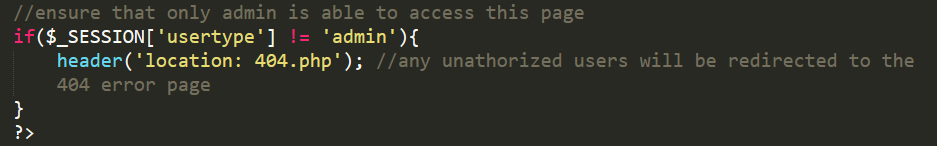 //ensure that only admin is able to access this page
if($_SESSION['usertype'] != 'admin'){
    header('location: 404.php'); //any unathorized users will be redirected to the
    404 error page
}
?>